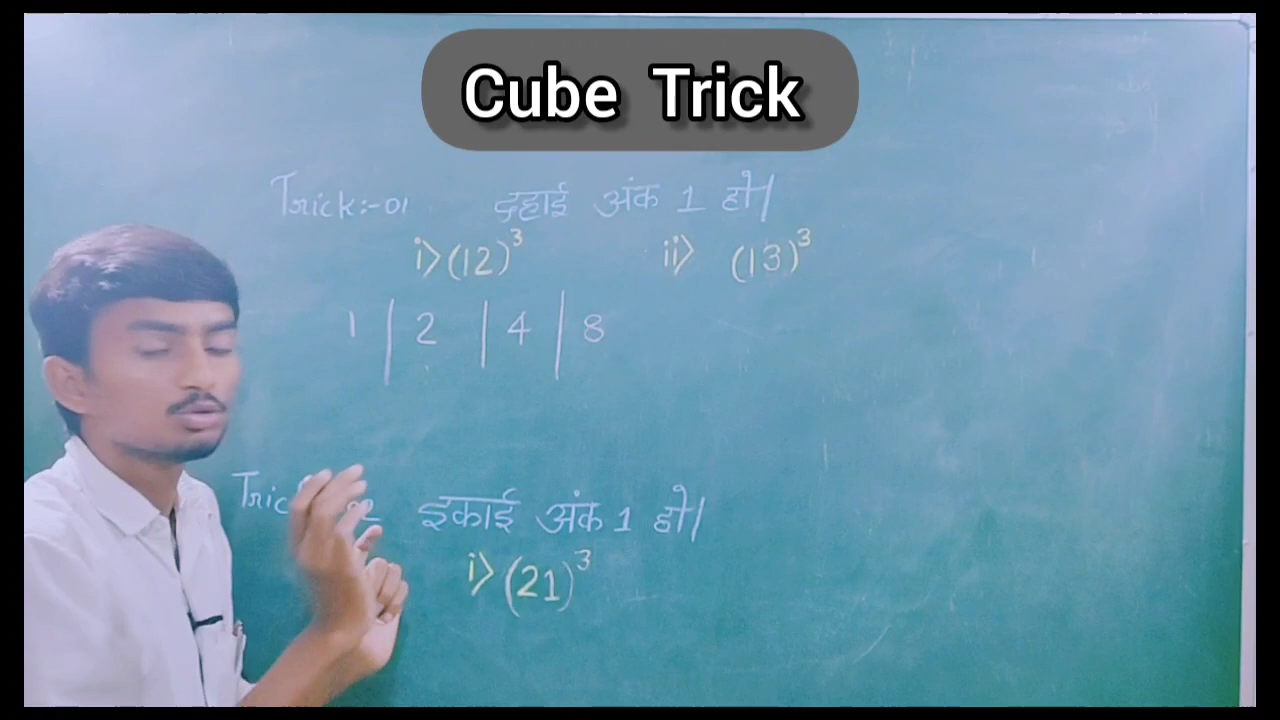 Cube Trick
Trick:-01 दहाई अंक 1 हो।
i> (12)³ ii> (13)³
1 | 2 | 4 | 8
इकाई अंक 1 हो।
i> (21)³